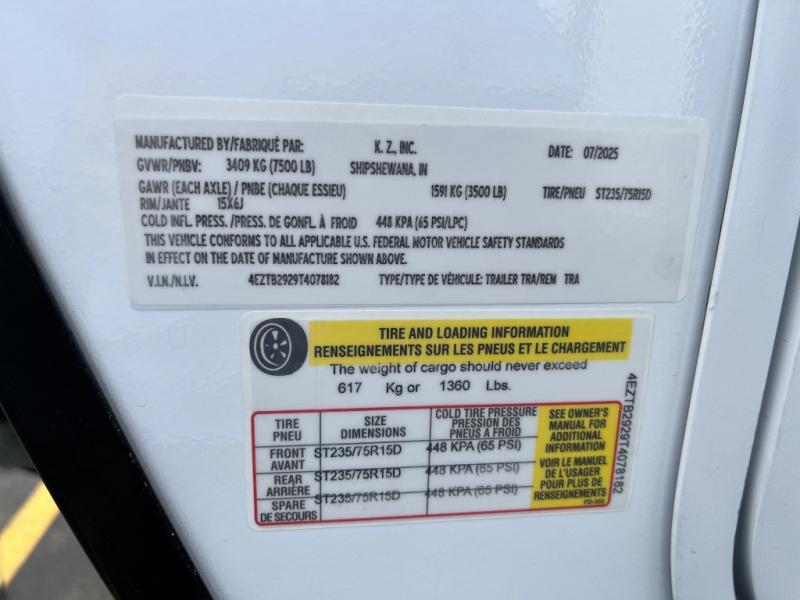 MANUFACTURED BY/FABRIQUÉ PAR: K. Z., INC. DATE: 07/2025
GVWR/PNBV: 3409 KG (7500 LB) SHIPSHEWANA, IN
GAWR (EACH AXLE) / PNBE (CHAQUE ESSIEU) 1591 KG (3500 LB) TIRE/PNEU ST235/75R15D
RIM/JANTE 15X6J
COLD INFL. PRESS. /PRESS. DE GONFL. À FROID 448 KPA (65 PSI/LPC)
THIS VEHICLE CONFORMS TO ALL APPLICABLE U.S. FEDERAL MOTOR VEHICLE SAFETY STANDARDS
IN EFFECT ON THE DATE OF MANUFACTURE SHOWN ABOVE.
V.I.N./N.I.V. 4EZTB2929T4078182 TYPE/TYPE DE VÉHICULE: TRAILER TRA/REM TRA
TIRE AND LOADING INFORMATION
RENSEIGNEMENTS SUR LES PNEUS ET LE CHARGEMENT
The weight of cargo should never exceed
617 Kg or 1360 Lbs.
TIRE
PNEU
SIZE
DIMENSIONS
COLD TIRE PRESSURE
PRESSION DES
PNEUS A FROID
FRONT
AVANT
ST235/75R15D
448 KPA (65 PSI)
REAR
ARRIÈRE
ST235/75R15D
448 KPA (65 PSI)
SPARE
DE SECOURS
ST235/75R15D
448 KPA (65 PSI)
SEE OWNER'S
MANUAL FOR
ADDITIONAL
INFORMATION
VOIR LE MANUEL
DE L'USAGER
POUR PLUS DE
RENSEIGNEMENTS
4EZTB2929T4078182